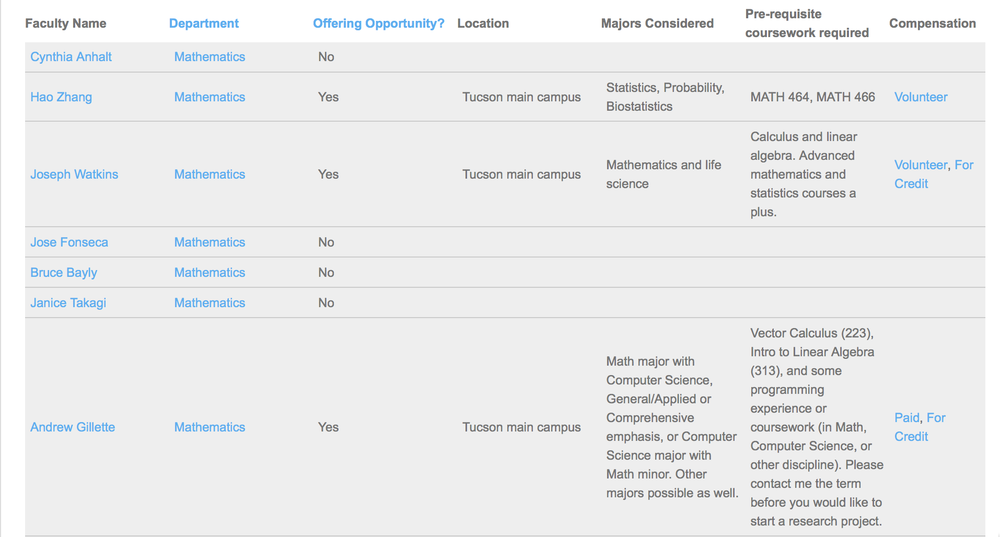 Faculty Name Department Offering Opportunity? Location Majors Considered Pre-requisite coursework required Compensation
Cynthia Anhalt Mathematics No
Hao Zhang Mathematics Yes Tucson main campus
Statistics, Probability,
Biostatistics
MATH 464, MATH 466 Volunteer
Joseph Watkins Mathematics Yes Tucson main campus
Mathematics and life
science
Calculus and linear
algebra. Advanced
mathematics and
statistics courses a
plus.
Volunteer, For
Credit
Jose Fonseca Mathematics No
Bruce Bayly Mathematics No
Janice Takagi Mathematics No
Andrew Gillette Mathematics Yes Tucson main campus
Math major with
Computer Science,
General/Applied or
Comprehensive
emphasis, or Computer
Science major with
Math minor. Other
majors possible as well.
Vector Calculus (223),
Intro to Linear Algebra
(313), and some
programming
experience or
coursework (in Math,
Computer Science, or
other discipline). Please
contact me the term
before you would like to
start a research project.
Paid, For
Credit